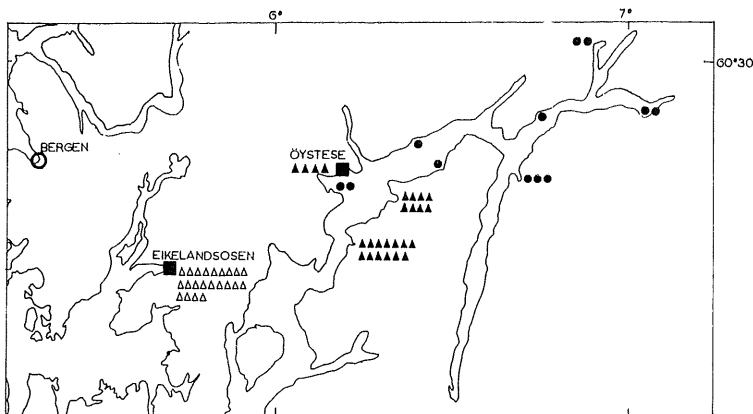 6°
7°
60°30
BERGEN
ÖYSTESE
EIKELANDSOSEN